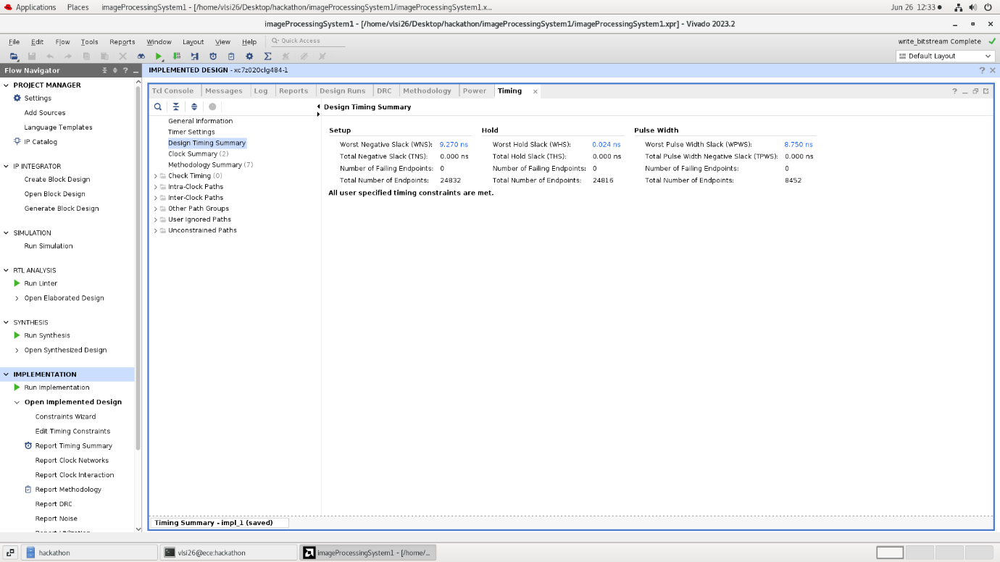 Applications Places imageProcessingSystem1 - [/home/vlsi26/Desktop/hackathon/imageProcessingSystem1/imageProcessingSystem1.x... Jun 26 12:33
imageProcessingSystem1 - [/home/vlsi26/Desktop/hackathon/imageProcessingSystem1/imageProcessingSystem1.xpr] - Vivado 2023.2
File Edit Flow Tools Reports Window Layout View Help Quick Access write_bitstream Complete
Default Layout
Flow Navigator
IMPLEMENTED DESIGN - xc7z020clg484-1
PROJECT MANAGER
Settings
Add Sources
Language Templates
IP Catalog
IP INTEGRATOR
Create Block Design
Open Block Design
Generate Block Design
SIMULATION
Run Simulation
RTL ANALYSIS
Run Linter
Open Elaborated Design
SYNTHESIS
Run Synthesis
Open Synthesized Design
IMPLEMENTATION
Run Implementation
Open Implemented Design
Constraints Wizard
Edit Timing Constraints
Report Timing Summary
Report Clock Networks
Report Clock Interaction
Report Methodology
Report DRC
Report Noise
Tcl Console Messages Log Reports Design Runs DRC Methodology Power Timing
General Information
Timer Settings
Design Timing Summary
Clock Summary (2)
Methodology Summary (7)
Check Timing (0)
Intra-Clock Paths
Inter-Clock Paths
Other Path Groups
User Ignored Paths
Unconstrained Paths
Design Timing Summary
Setup Hold Pulse Width
Worst Negative Slack (WNS): 9.270 ns Worst Hold Slack (WHS): 0.024 ns Worst Pulse Width Slack (WPWS): 8.750 ns
Total Negative Slack (TNS): 0.000 ns Total Hold Slack (THS): 0.000 ns Total Pulse Width Negative Slack (TPWS): 0.000 ns
Number of Failing Endpoints: 0 Number of Failing Endpoints: 0 Number of Failing Endpoints: 0
Total Number of Endpoints: 24832 Total Number of Endpoints: 24816 Total Number of Endpoints: 8452
All user specified timing constraints are met.
Timing Summary - impl_1 (saved)
hackathon vlsi26@ece:hackathon imageProcessingSystem1 - [/home/...